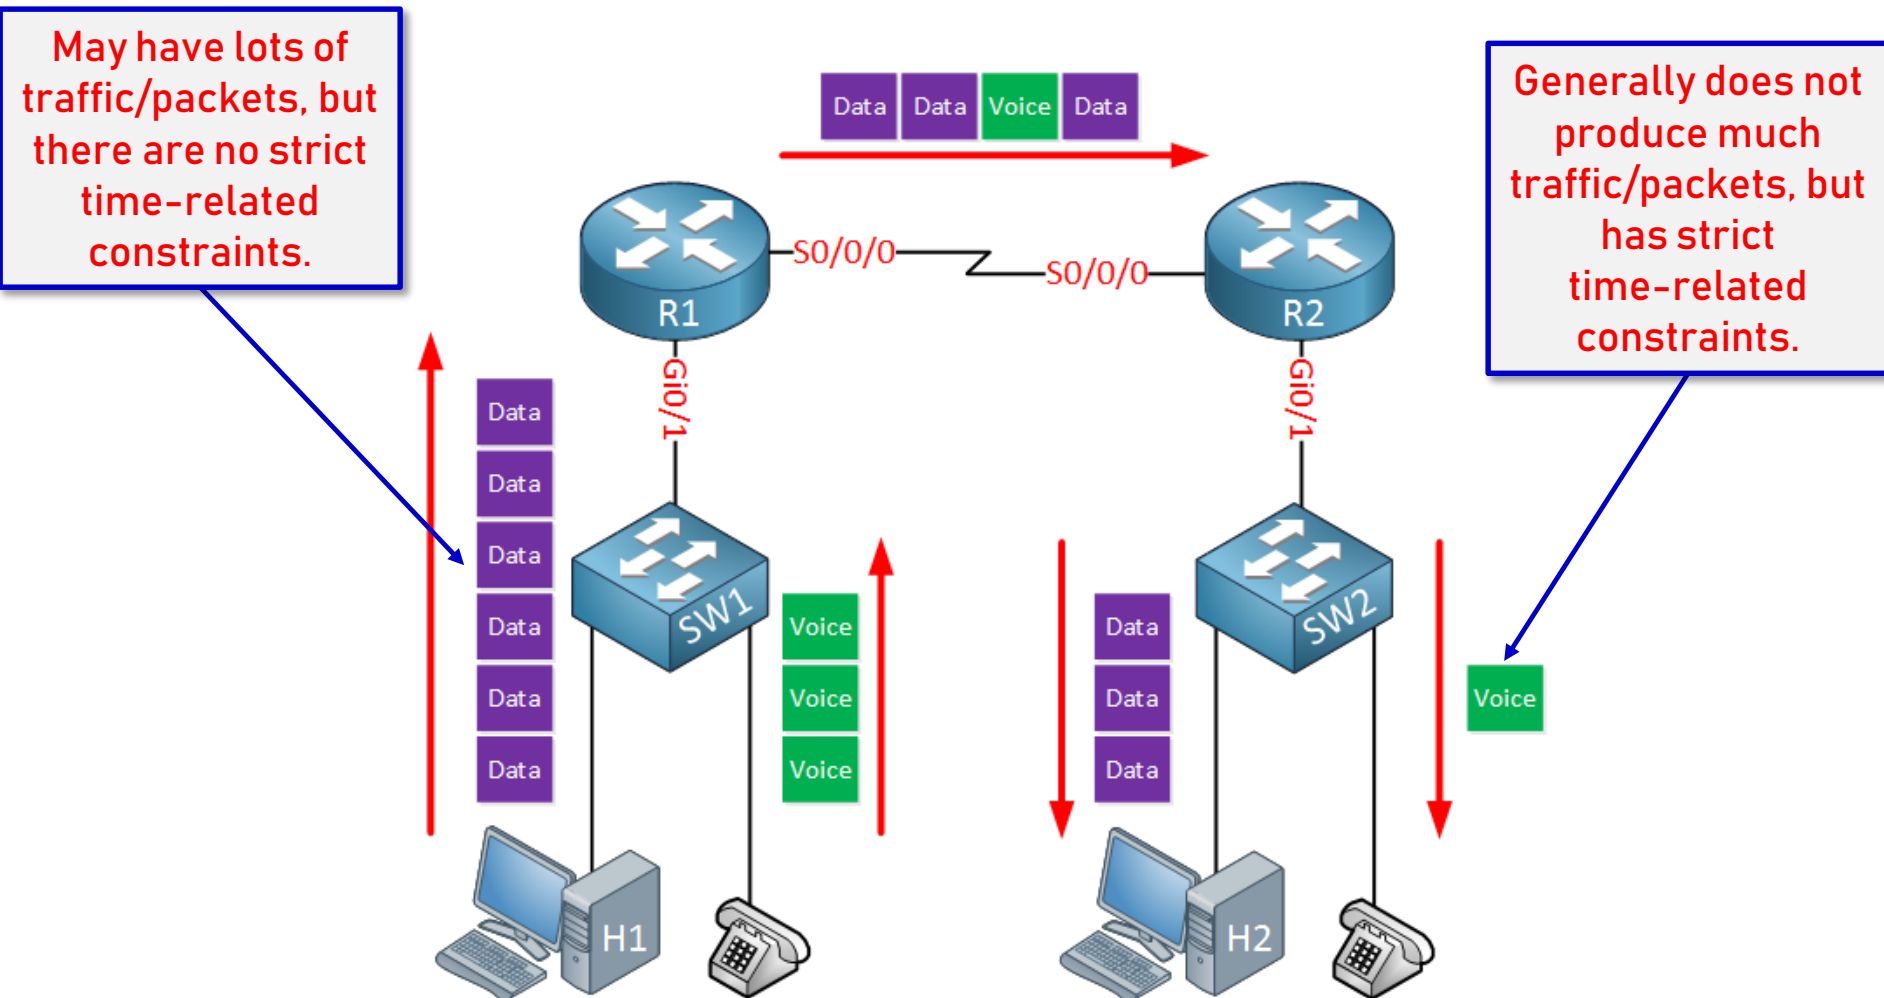 May have lots of
traffic/packets, but
there are no strict
time-related
constraints.
Generally does not
produce much
traffic/packets, but
has strict
time-related
constraints.
Data Data Voice Data
S0/0/0
S0/0/0
R1
R2
Gi0/1
Gi0/1
Data
Data
Data
Data
Data
Data
SW1
Voice
Voice
Voice
Data
Data
Data
SW2
Voice
H1
H2